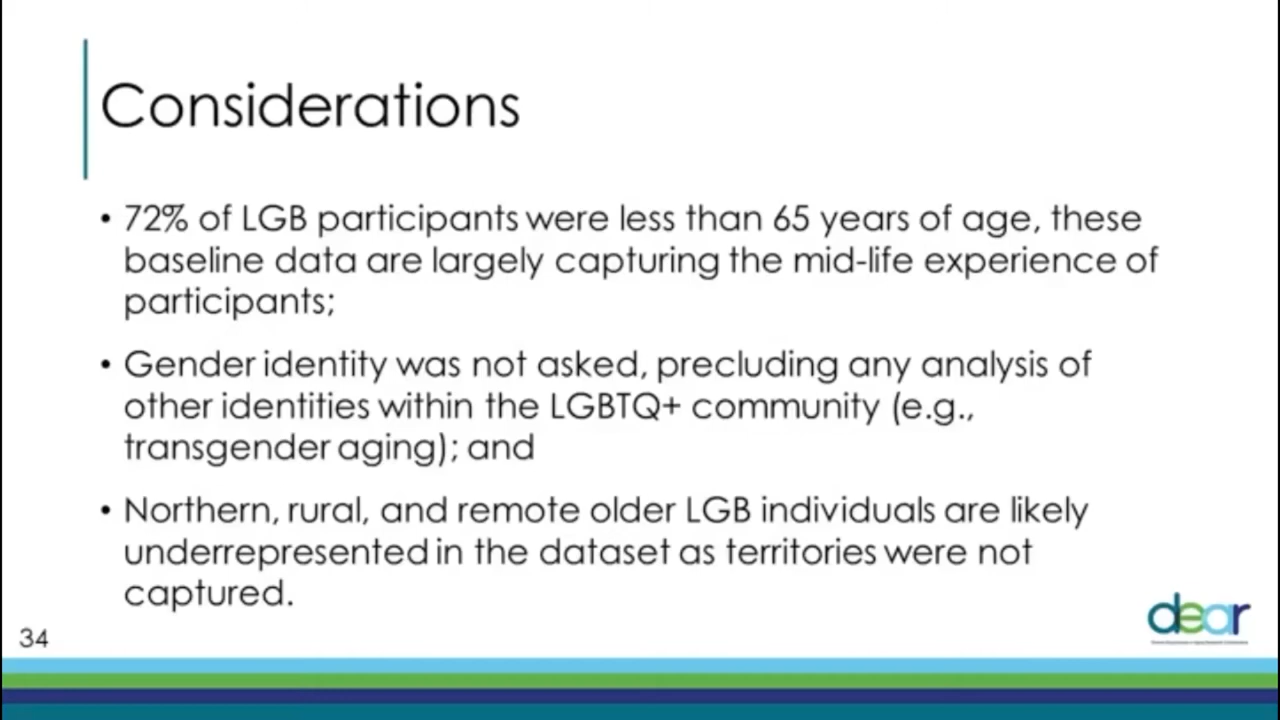 Considerations
• 72% of LGB participants were less than 65 years of age, these
baseline data are largely capturing the mid-life experience of
participants;
• Gender identity was not asked, precluding any analysis of
other identities within the LGBTQ+ community (e.g.,
transgender aging); and
• Northern, rural, and remote older LGB individuals are likely
underrepresented in the dataset as territories were not
captured.
34
dear